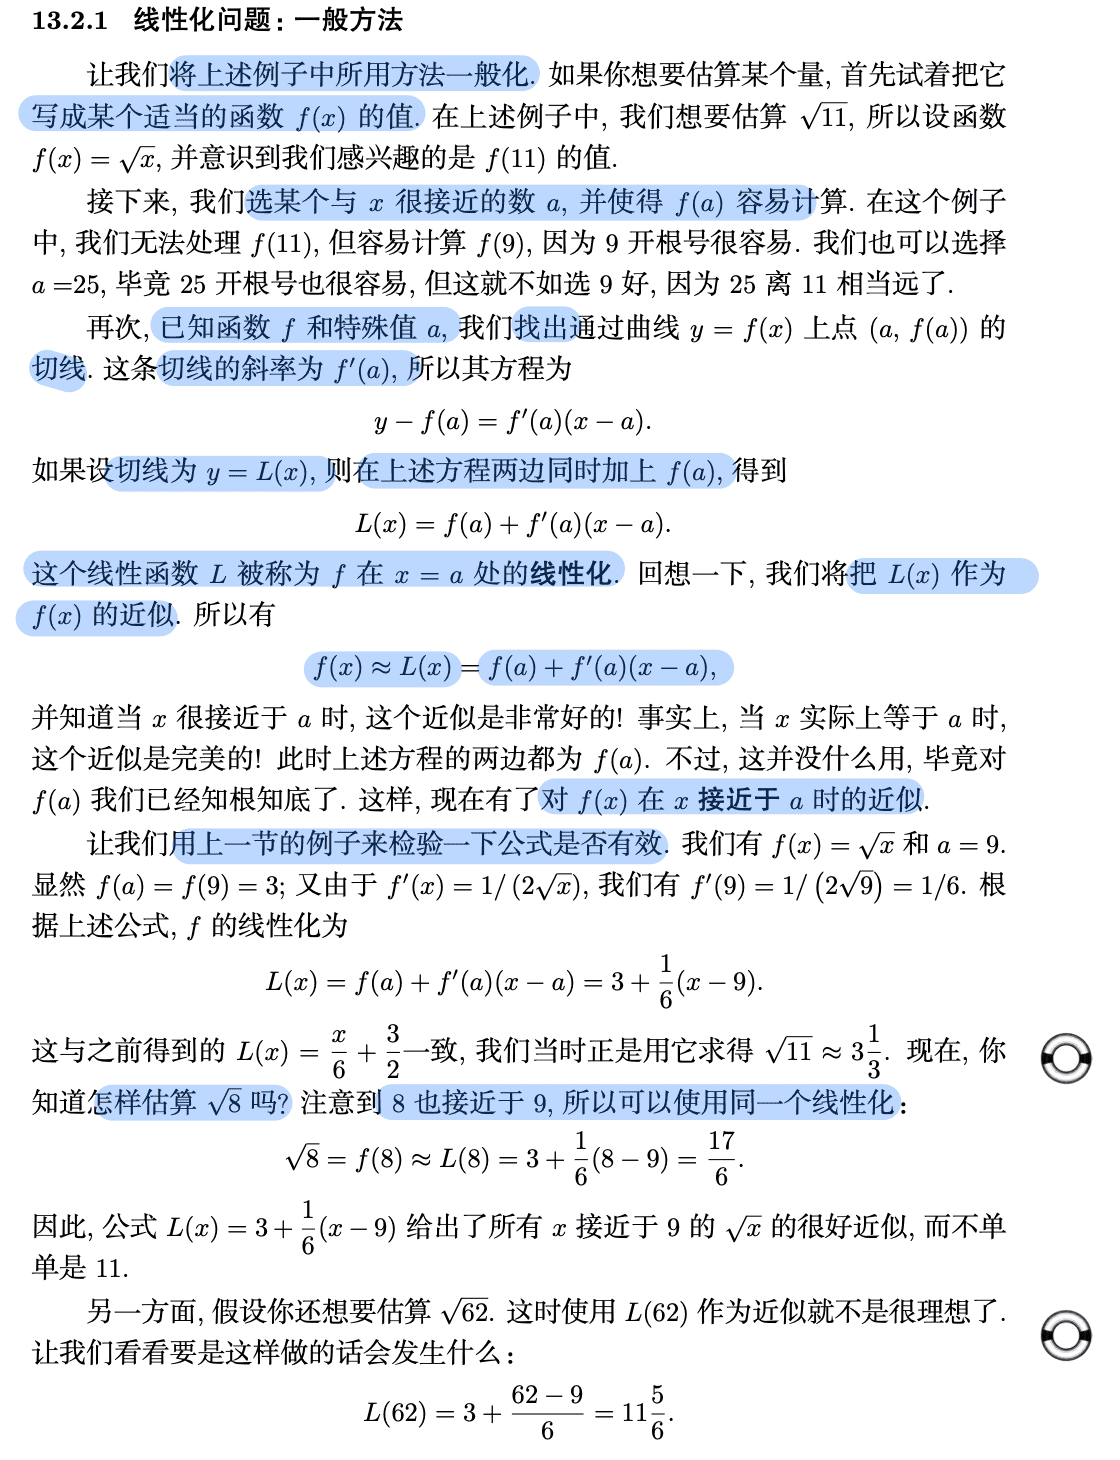 13.2.1 线性化问题：一般方法
让我们将上述例子中所用方法一般化. 如果你想要估算某个量, 首先试着把它
写成某个适当的函数 f(x) 的值. 在上述例子中, 我们想要估算 √11, 所以设函数
f(x) = √x, 并意识到我们感兴趣的是 f(11) 的值.
接下来, 我们选某个与 x 很接近的数 a, 并使得 f(a) 容易计算. 在这个例子
中, 我们无法处理 f(11), 但容易计算 f(9), 因为 9 开根号很容易. 我们也可以选择
a =25, 毕竟 25 开根号也很容易, 但这就不如选 9 好, 因为 25 离 11 相当远了.
再次, 已知函数 f 和特殊值 a, 我们找出通过曲线 y = f(x) 上点 (a, f(a)) 的
切线. 这条切线的斜率为 f′(a), 所以其方程为
y − f(a) = f′(a)(x − a).
如果设切线为 y = L(x), 则在上述方程两边同时加上 f(a), 得到
L(x) = f(a) + f′(a)(x − a).
这个线性函数 L 被称为 f 在 x = a 处的线性化. 回想一下, 我们将把 L(x) 作为
f(x) 的近似. 所以有
f(x) ≈ L(x) = f(a) + f′(a)(x − a),
并知道当 x 很接近于 a 时, 这个近似是非常好的! 事实上, 当 x 实际上等于 a 时,
这个近似是完美的! 此时上述方程的两边都为 f(a). 不过, 这并没什么用, 毕竟对
f(a) 我们已经知根知底了. 这样, 现在有了对 f(x) 在 x 接近于 a 时的近似.
让我们用上一节的例子来检验一下公式是否有效. 我们有 f(x) = √x 和 a = 9.
显然 f(a) = f(9) = 3; 又由于 f′(x) = 1/(2√x), 我们有 f′(9) = 1/(2√9) = 1/6. 根
据上述公式, f 的线性化为
L(x) = f(a) + f′(a)(x − a) = 3 + 1/6(x − 9).
这与之前得到的 L(x) = x/6 + 3/2一致, 我们当时正是用它求得 √11 ≈ 3 1/3. 现在, 你
知道怎样估算 √8 吗? 注意到 8 也接近于 9, 所以可以使用同一个线性化：
√8 = f(8) ≈ L(8) = 3 + 1/6(8 − 9) = 17/6.
因此, 公式 L(x) = 3 + 1/6(x − 9) 给出了所有 x 接近于 9 的 √x 的很好近似, 而不单
单是 11.
另一方面, 假设你还想要估算 √62. 这时使用 L(62) 作为近似就不是很理想了.
让我们看看要是这样做的话会发生什么：
L(62) = 3 + (62 − 9)/6 = 11 5/6.